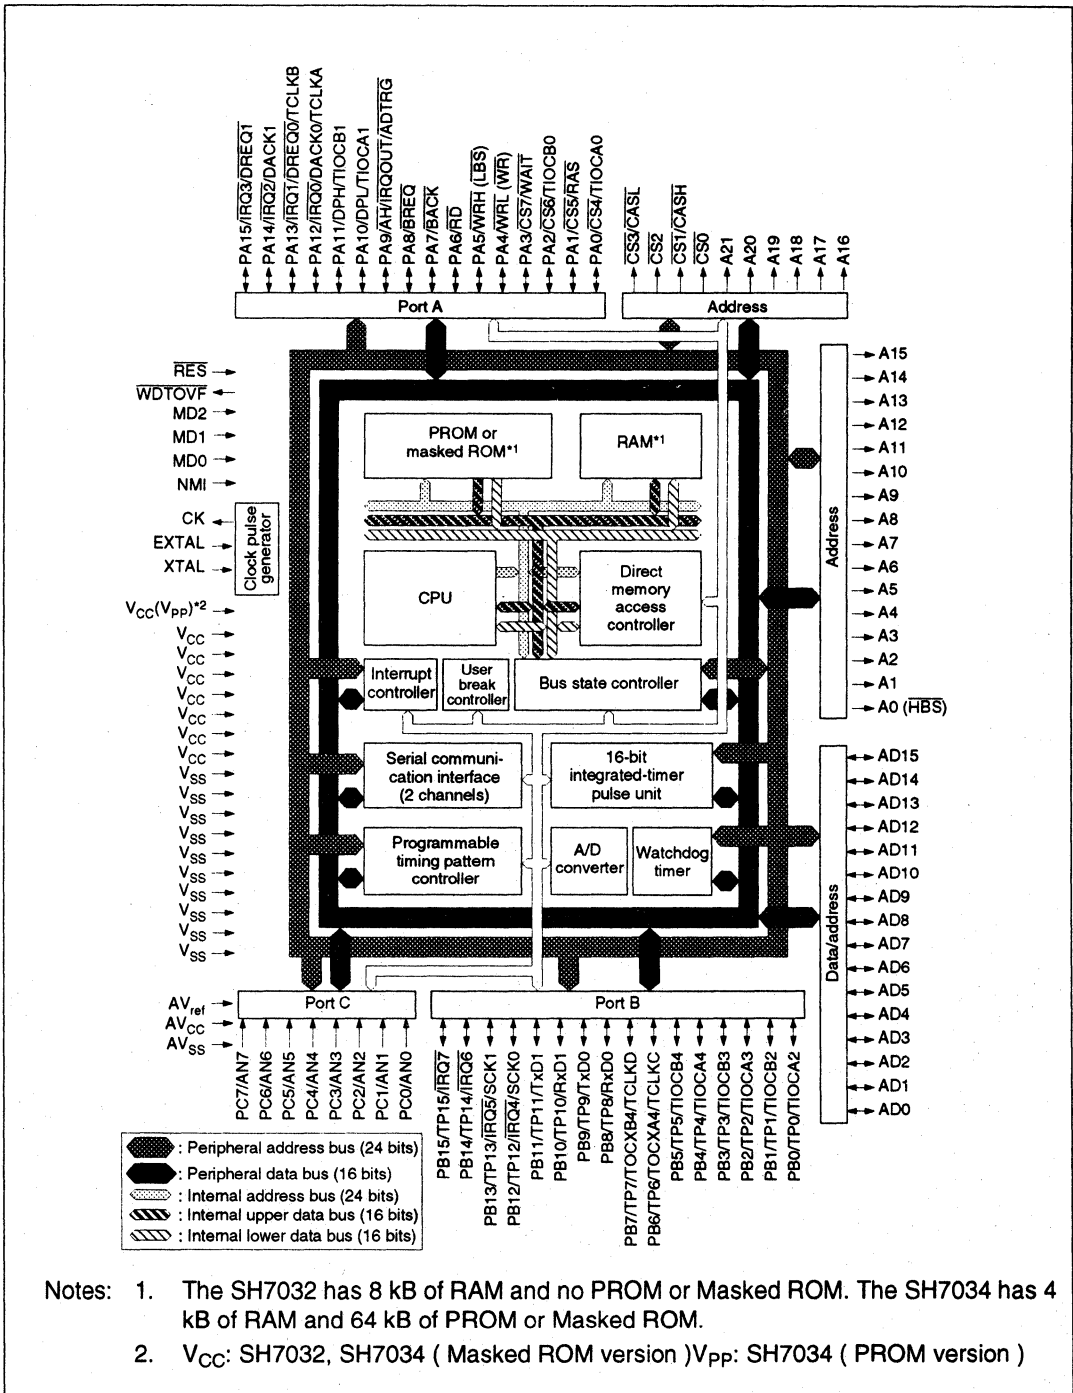 PA15/IRQ3/DREQ1
PA14/IRQ2/DACK1
PA13/IRQ1/DREQ0/TCLKB
PA12/IRQ0/DACK0/TCLKA
PA11/DPH/TIOCB1
PA10/DPL/TIOCA1
PA9/AH/IRQOUT/ADTRG
PA8/BREQ
PA7/BACK
PA6/RD
PA5/WRH (LBS)
PA4/WRL (WR)
PA3/CS7/WAIT
PA2/CS6/TIOCB0
PA1/CS5/RAS
PA0/CS4/TIOCA0
CS3/CASL
CS2
CS1/CASH
CS0
A21
A20
A19
A18
A17
A16
Port A
Address
RES
WDTOVF
MD2
MD1
MD0
NMI
CK
EXTAL
XTAL
Clock pulse
generator
VCC(VPP)*2
VCC
VCC
VCC
VCC
VCC
VCC
VCC
VSS
VSS
VSS
VSS
VSS
VSS
VSS
VSS
VSS
VSS
AVref
AVCC
AVSS
PROM or
masked ROM*1
RAM*1
CPU
Direct
memory
access
controller
Interrupt
controller
User
break
controller
Bus state controller
Serial communi-
cation interface
(2 channels)
16-bit
integrated-timer
pulse unit
Programmable
timing pattern
controller
A/D
converter
Watchdog
timer
Address
A15
A14
A13
A12
A11
A10
A9
A8
A7
A6
A5
A4
A3
A2
A1
A0 (HBS)
Data/address
AD15
AD14
AD13
AD12
AD11
AD10
AD9
AD8
AD7
AD6
AD5
AD4
AD3
AD2
AD1
AD0
Port C
Port B
PC7/AN7
PC6/AN6
PC5/AN5
PC4/AN4
PC3/AN3
PC2/AN2
PC1/AN1
PC0/AN0
PB15/TP15/IRQ7
PB14/TP14/IRQ6
PB13/TP13/IRQ5/SCK1
PB12/TP12/IRQ4/SCK0
PB11/TP11/TxD1
PB10/TP10/RxD1
PB9/TP9/TxD0
PB8/TP8/RxD0
PB7/TP7/TOCXB4/TCLKD
PB6/TP6/TOCXA4/TCLKC
PB5/TP5/TIOCB4
PB4/TP4/TIOCA4
PB3/TP3/TIOCB3
PB2/TP2/TIOCA3
PB1/TP1/TIOCB2
PB0/TP0/TIOCA2
: Peripheral address bus (24 bits)
: Peripheral data bus (16 bits)
: Internal address bus (24 bits)
: Internal upper data bus (16 bits)
: Internal lower data bus (16 bits)
Notes: 1. The SH7032 has 8 kB of RAM and no PROM or Masked ROM. The SH7034 has 4
kB of RAM and 64 kB of PROM or Masked ROM.
2. VCC: SH7032, SH7034 ( Masked ROM version )VPP: SH7034 ( PROM version )